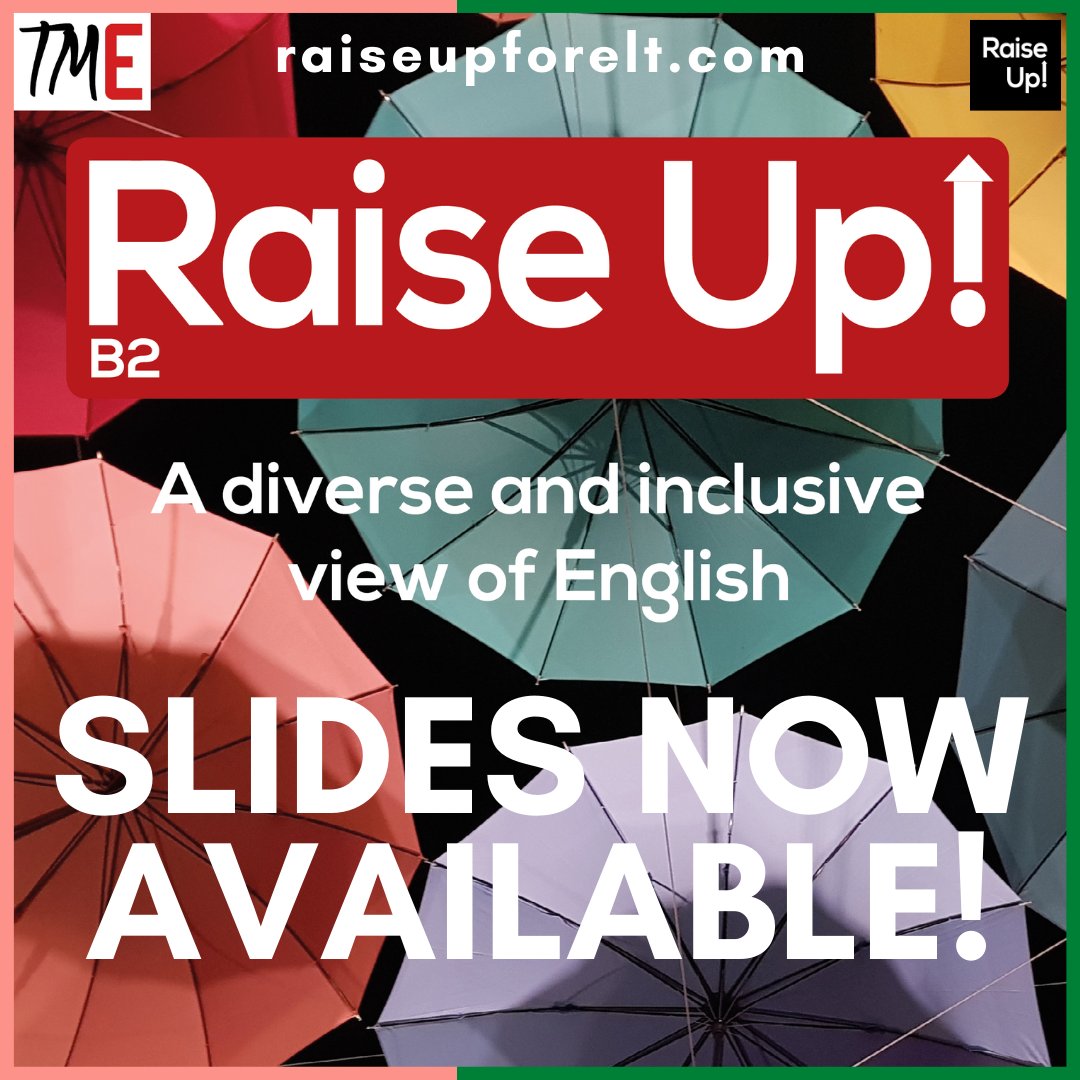 TME
raiseupforelt.com
Raise
Up!
Raise Up!
B2
A diverse and inclusive
view of English
SLIDES NOW
AVAILABLE!